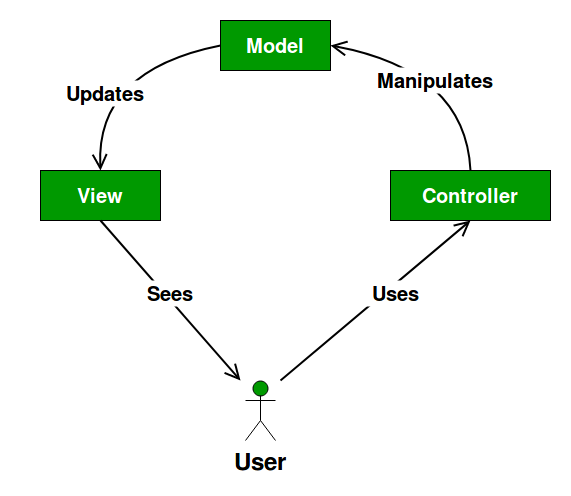 Model
Updates
Manipulates
View
Controller
Sees
Uses
User